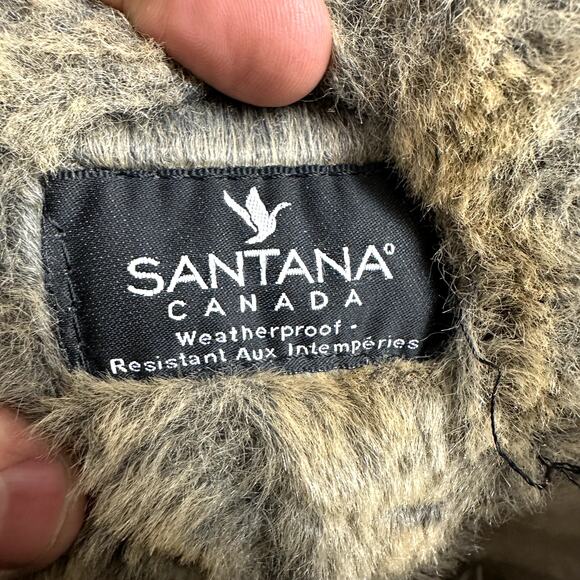 SANTANA
CANADA
Weatherproof -
Resistant Aux Intempéries